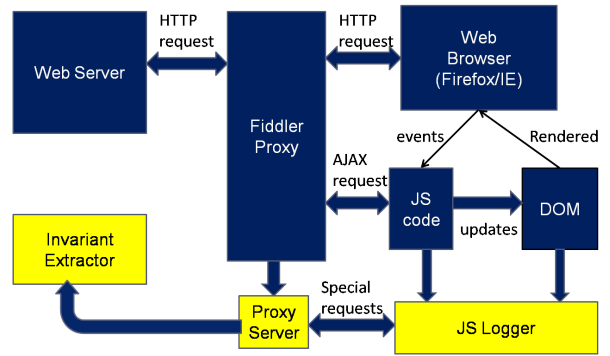 HTTP
request
HTTP
request
Web Server
Web
Browser
(Firefox/IE)
Fiddler
Proxy
events
Rendered
AJAX
request
JS
code
updates
DOM
Invariant
Extractor
Special
requests
Proxy
Server
JS Logger